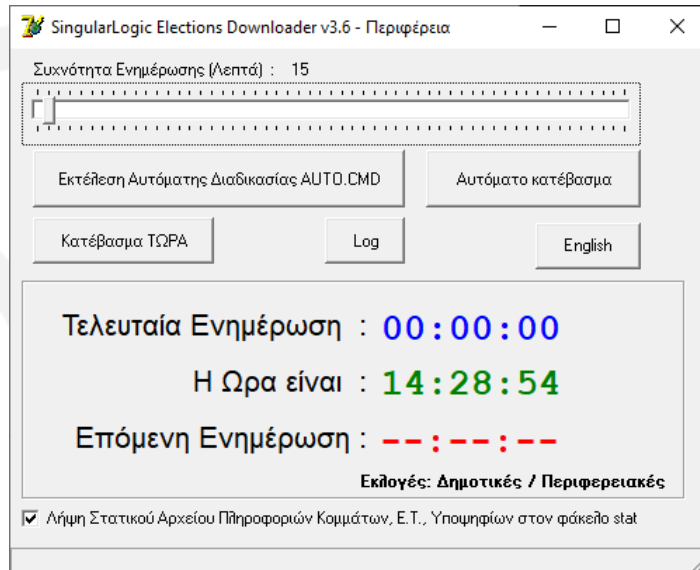 SingularLogic Elections Downloader v3.6 - Περιφέρεια
Συχνότητα Ενημέρωσης (Λεπτά) : 15
Εκτέλεση Αυτόματης Διαδικασίας AUTO.CMD
Αυτόματο κατέβασμα
Κατέβασμα ΤΩΡΑ
Log
English
Τελευταία Ενημέρωση : 00:00:00
Η Ωρα είναι : 14:28:54
Επόμενη Ενημέρωση : --:--:--
Εκλογές: Δημοτικές / Περιφερειακές
Λήψη Στατικού Αρχείου Πληροφοριών Κομμάτων, Ε.Τ., Υποψηφίων στον φάκελο stat